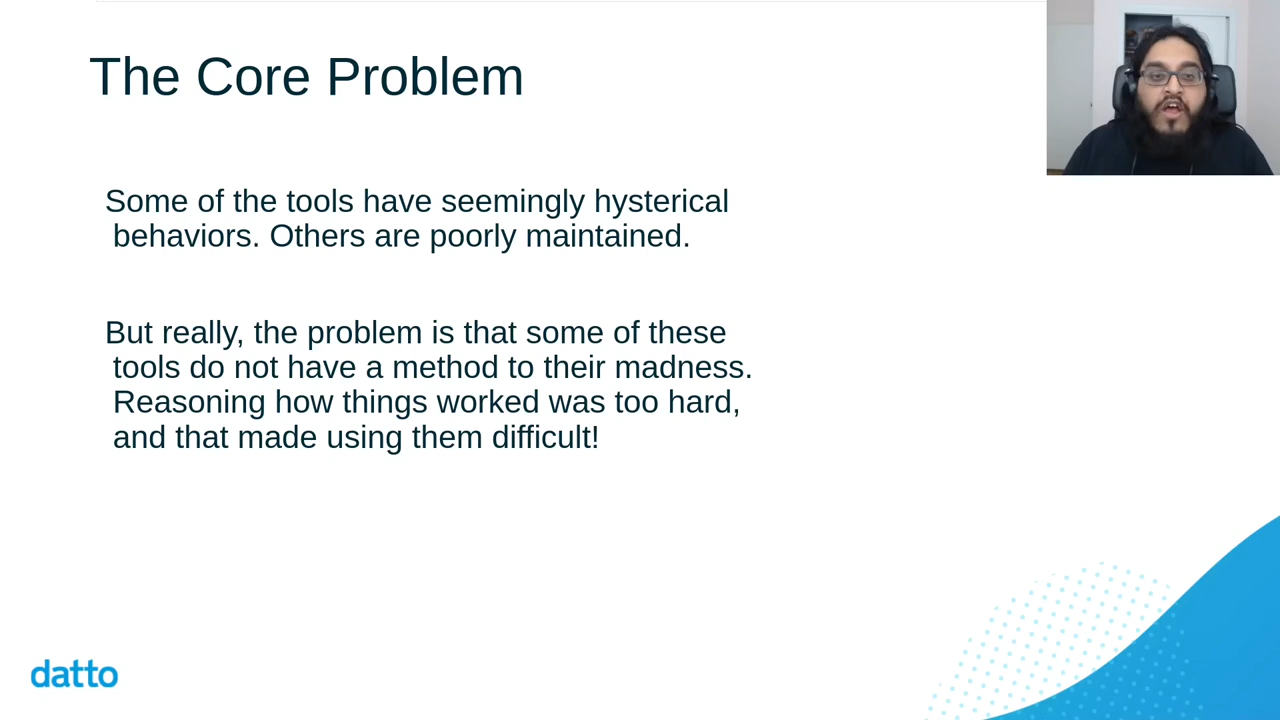 The Core Problem
Some of the tools have seemingly hysterical
behaviors. Others are poorly maintained.
But really, the problem is that some of these
tools do not have a method to their madness.
Reasoning how things worked was too hard,
and that made using them difficult!
datto